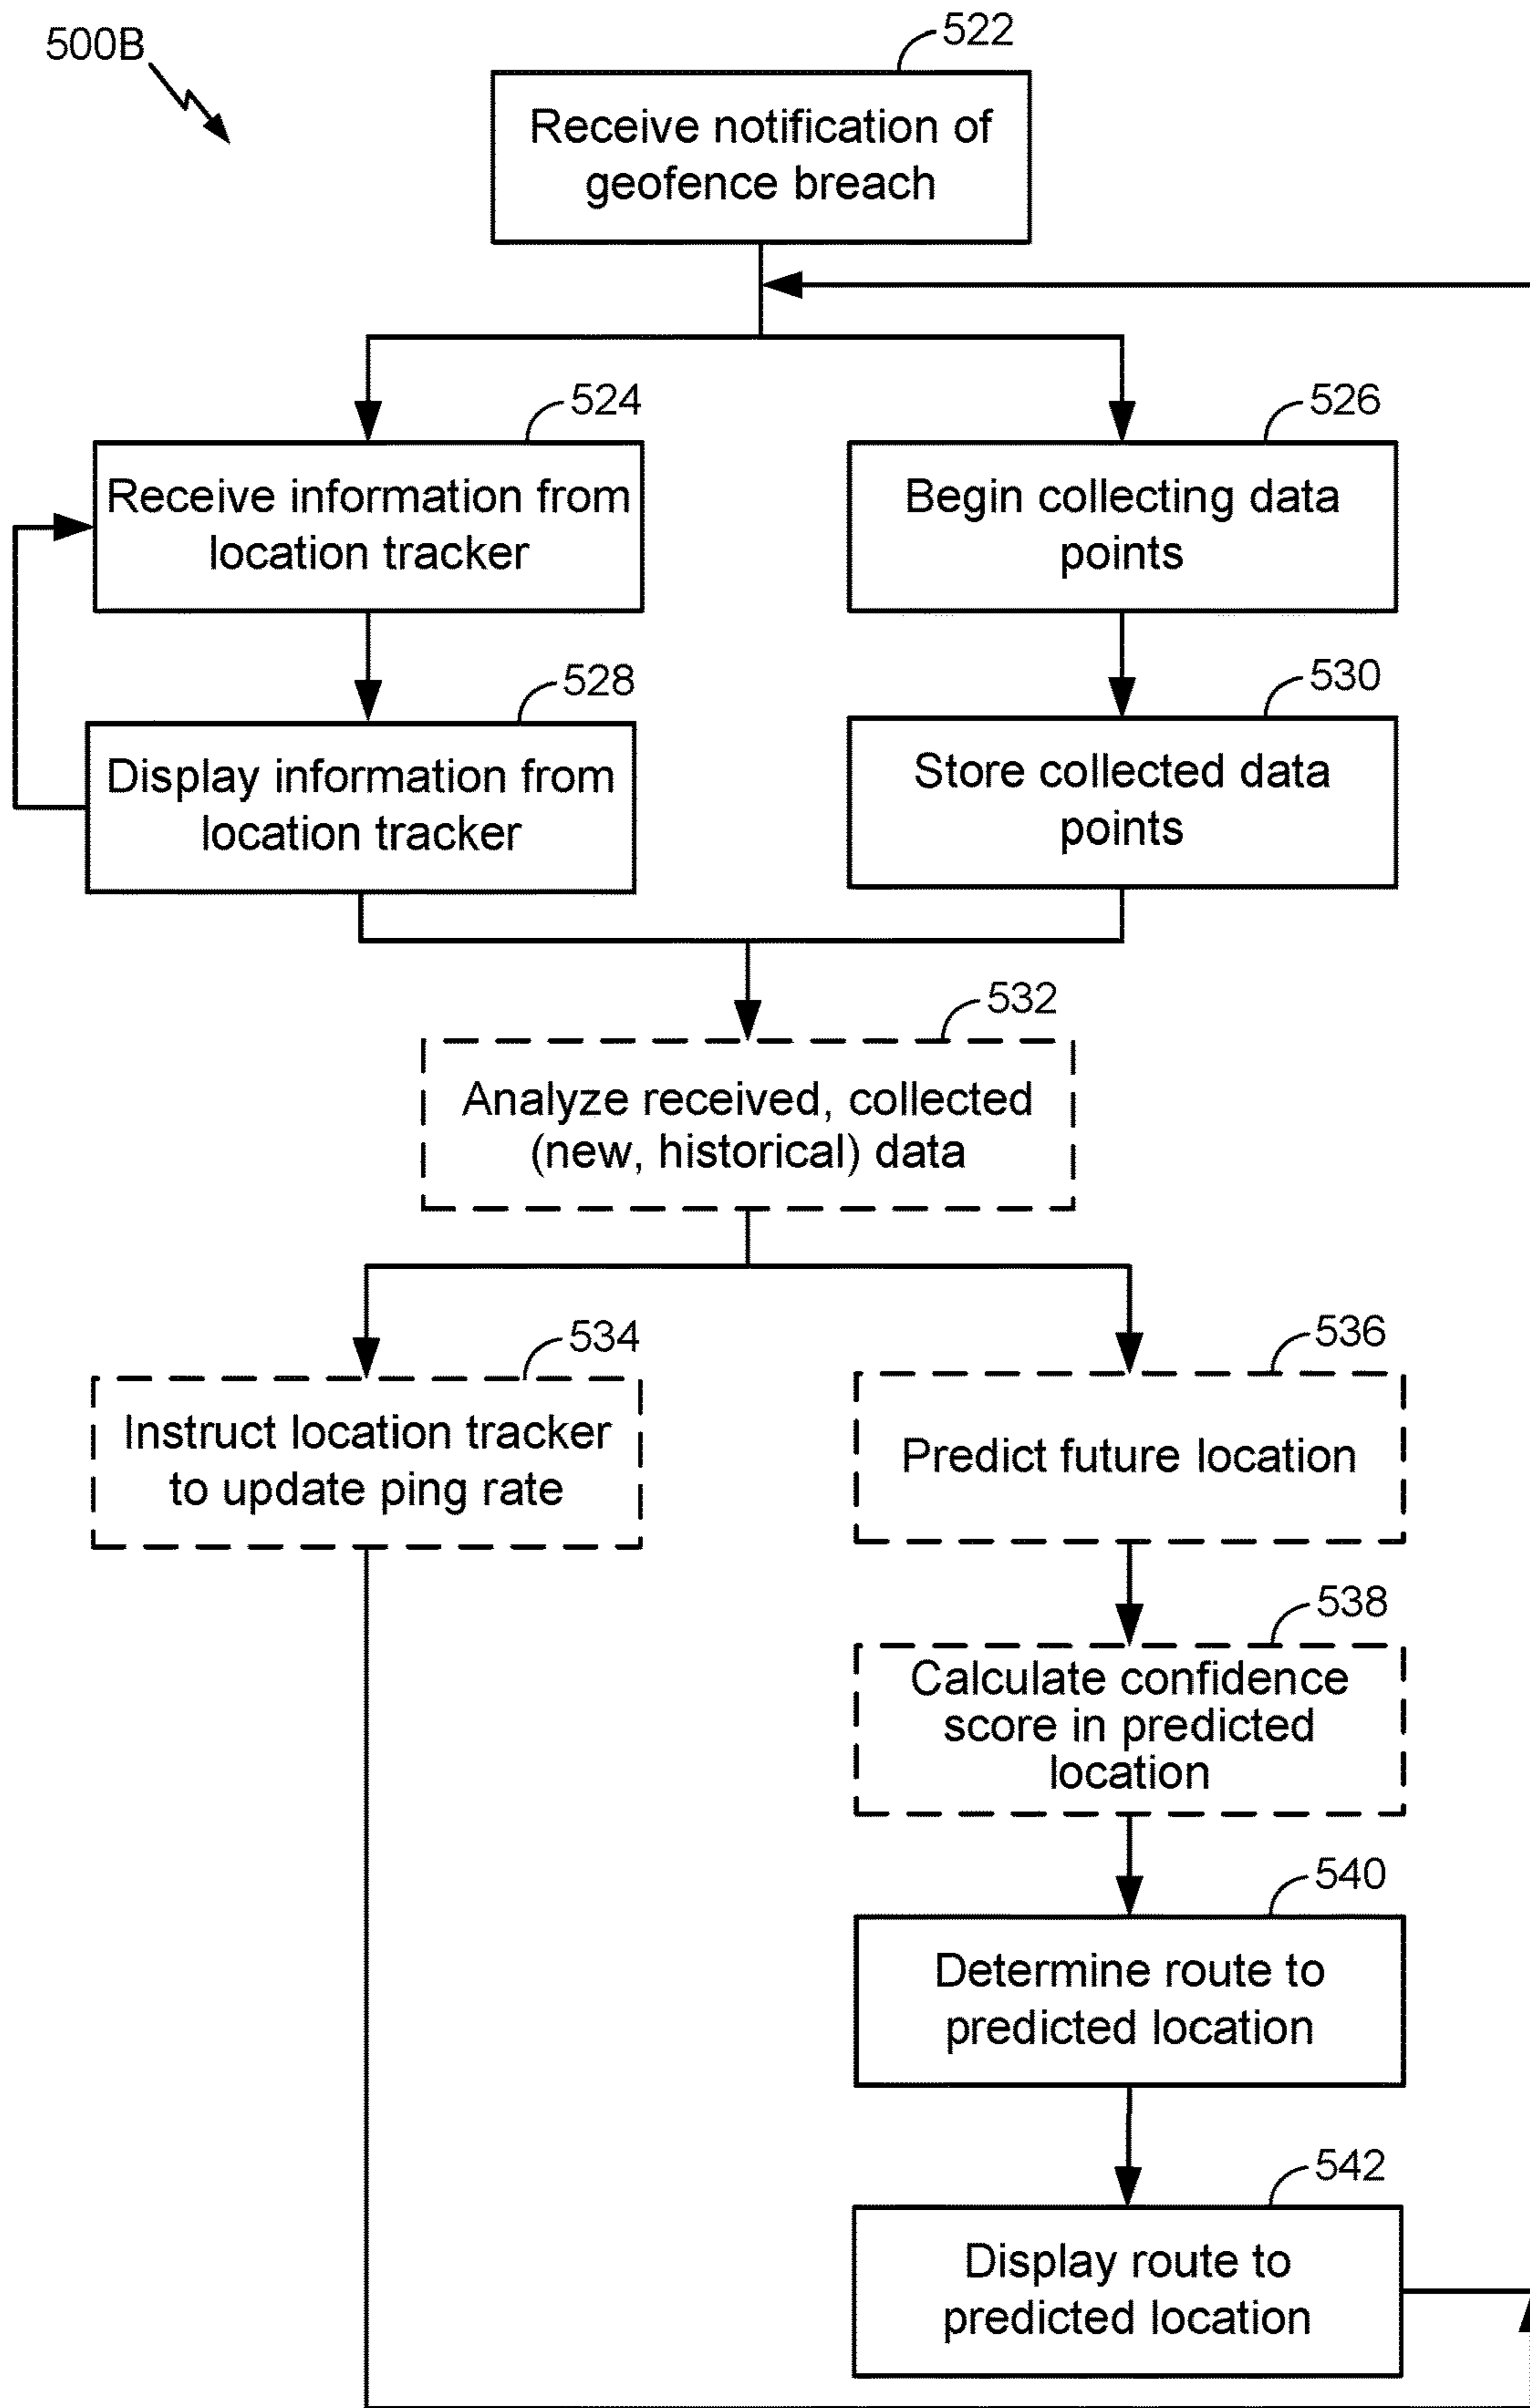 500B
522
Receive notification of
geofence breach
524
Receive information from
location tracker
526
Begin collecting data
points
528
Display information from
location tracker
530
Store collected data
points
532
Analyze received, collected
(new, historical) data
534
Instruct location tracker
to update ping rate
536
Predict future location
538
Calculate confidence
score in predicted
location
540
Determine route to
predicted location
542
Display route to
predicted location